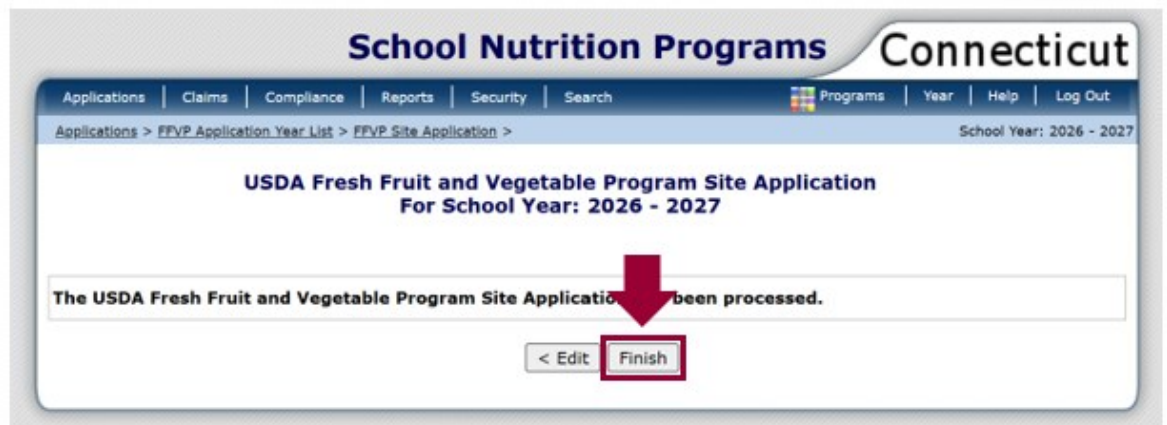 School Nutrition Programs
Connecticut
Applications | Claims | Compliance | Reports | Security | Search
Programs | Year | Help | Log Out
Applications > FFVP Application Year List > FFVP Site Application >
School Year: 2026 - 2027
USDA Fresh Fruit and Vegetable Program Site Application
For School Year: 2026 - 2027
The USDA Fresh Fruit and Vegetable Program Site Applicatio been processed.
< Edit
Finish